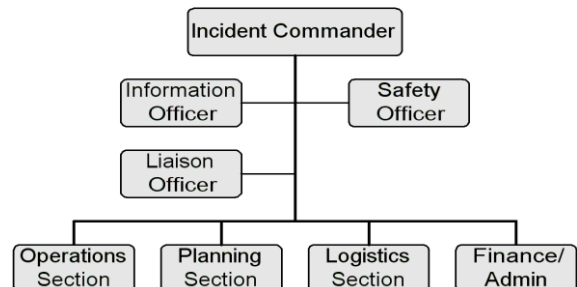 Incident Commander
Information
Officer
Safety
Officer
Liaison
Officer
Operations
Section
Planning
Section
Logistics
Section
Finance/
Admin